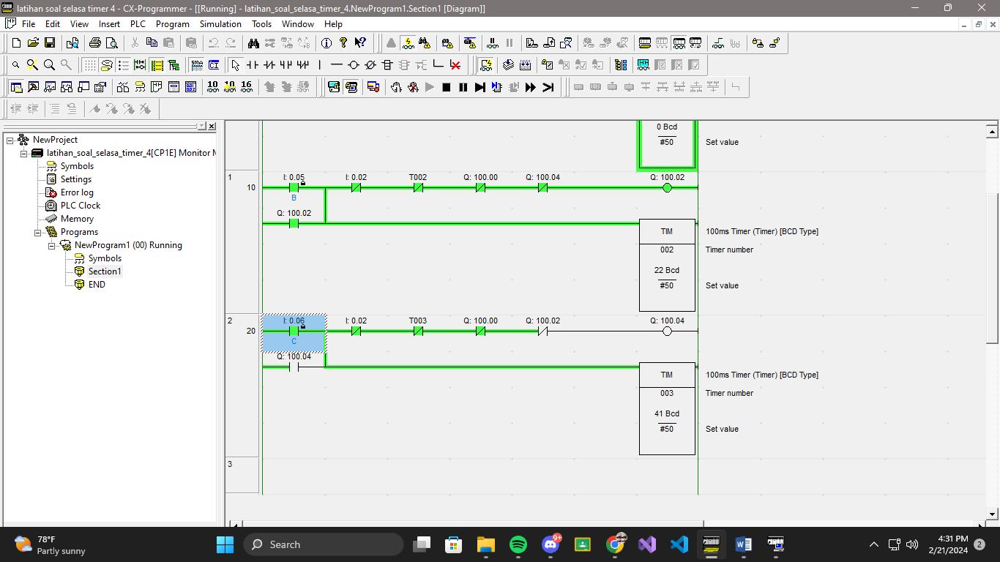 latihan soal selasa timer 4 - CX-Programmer - [[Running] - latihan_soal_selasa_timer_4.NewProgram1.Section1 [Diagram]]
File Edit View Insert PLC Program Simulation Tools Window Help
SMA CI
10 10 16
NewProject
latihan_soal_selasa_timer_4[CP1E] Monitor M
Symbols
Settings
Error log
PLC Clock
Memory
Programs
NewProgram1 (00) Running
Symbols
Section1
END
0 Bcd
#50 Set value
1 I: 0.05 I: 0.02 T002 Q: 100.00 Q: 100.04 Q: 100.02
10
B
Q: 100.02
TIM 100ms Timer (Timer) [BCD Type]
002 Timer number
22 Bcd
#50 Set value
2 I: 0.06 I: 0.02 T003 Q: 100.00 Q: 100.02 Q: 100.04
20
C
Q: 100.04
TIM 100ms Timer (Timer) [BCD Type]
003 Timer number
41 Bcd
#50 Set value
3
78°F
Partly sunny
Search
9+
4:31 PM
2/21/2024
2